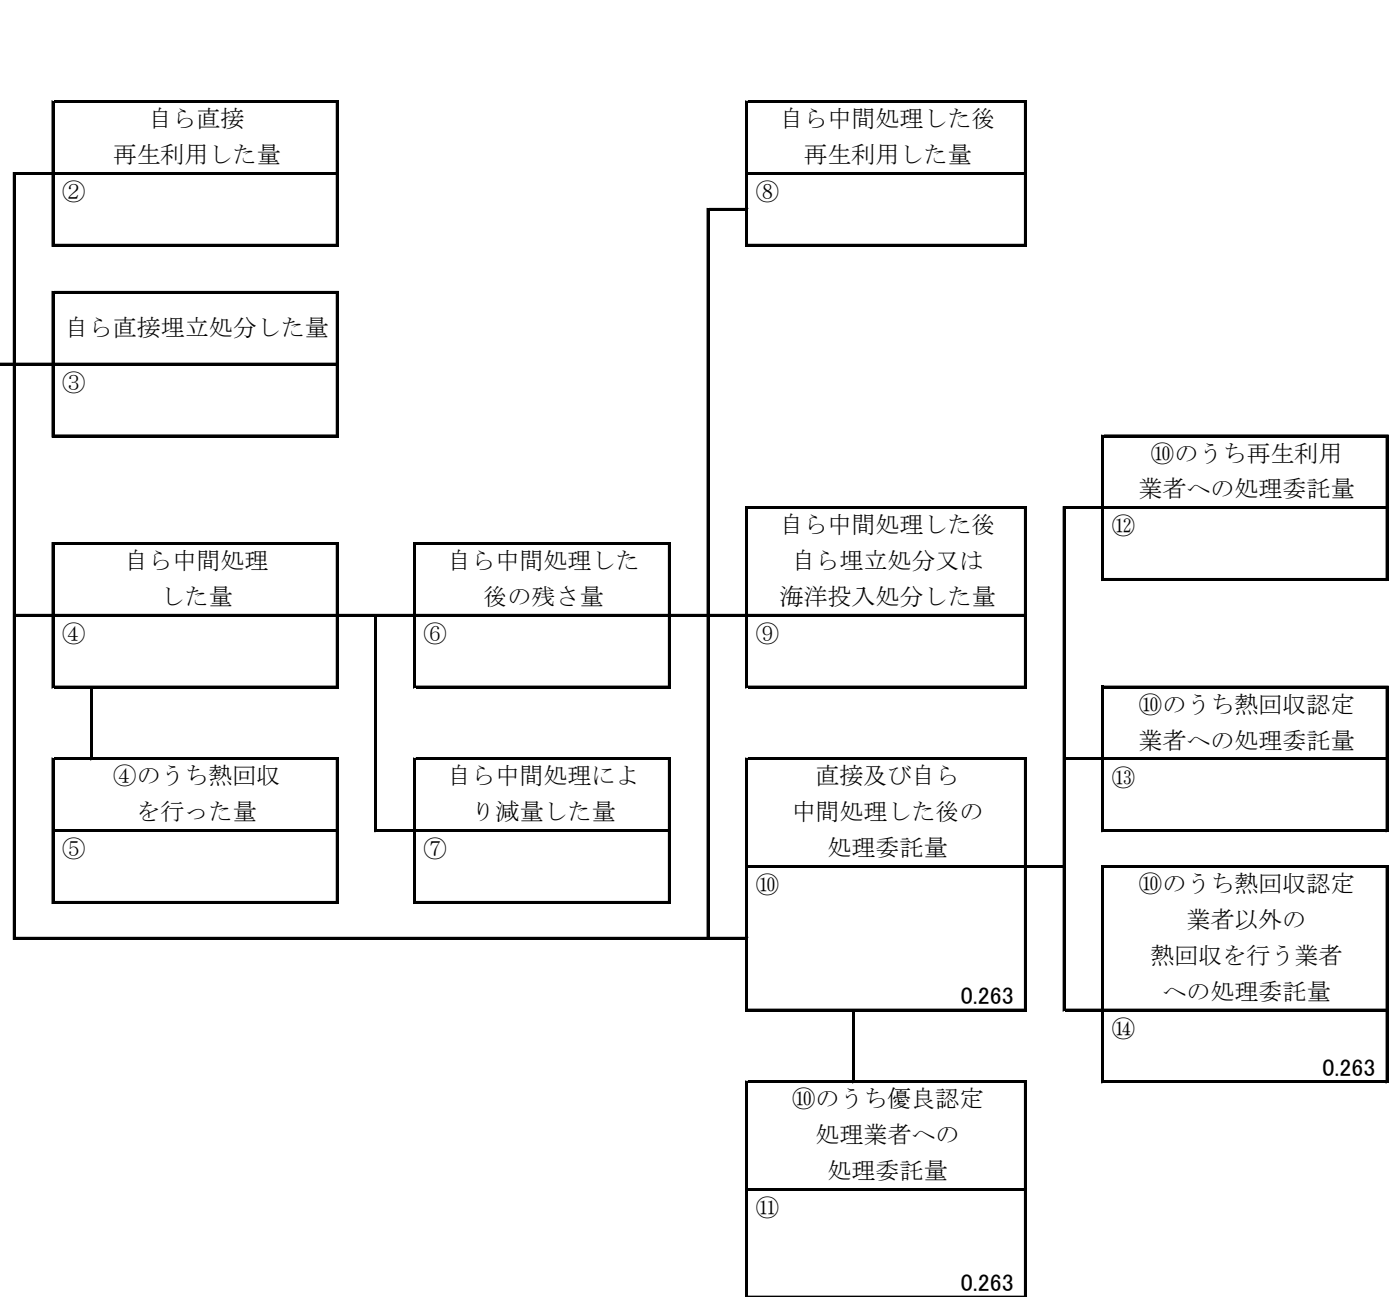 自ら直接
再生利用した量
②
自ら中間処理した後
再生利用した量
⑧
自ら直接埋立処分した量
③
⑩のうち再生利用
業者への処理委託量
⑫
自ら中間処理
した量
④
自ら中間処理した
後の残さ量
⑥
自ら中間処理した後
自ら埋立処分又は
海洋投入処分した量
⑨
⑩のうち熱回収認定
業者への処理委託量
⑬
④のうち熱回収
を行った量
⑤
自ら中間処理によ
り減量した量
⑦
直接及び自ら
中間処理した後の
処理委託量
⑩
0.263
⑩のうち熱回収認定
業者以外の
熱回収を行う業者
への処理委託量
⑭
0.263
⑩のうち優良認定
処理業者への
処理委託量
⑪
0.263